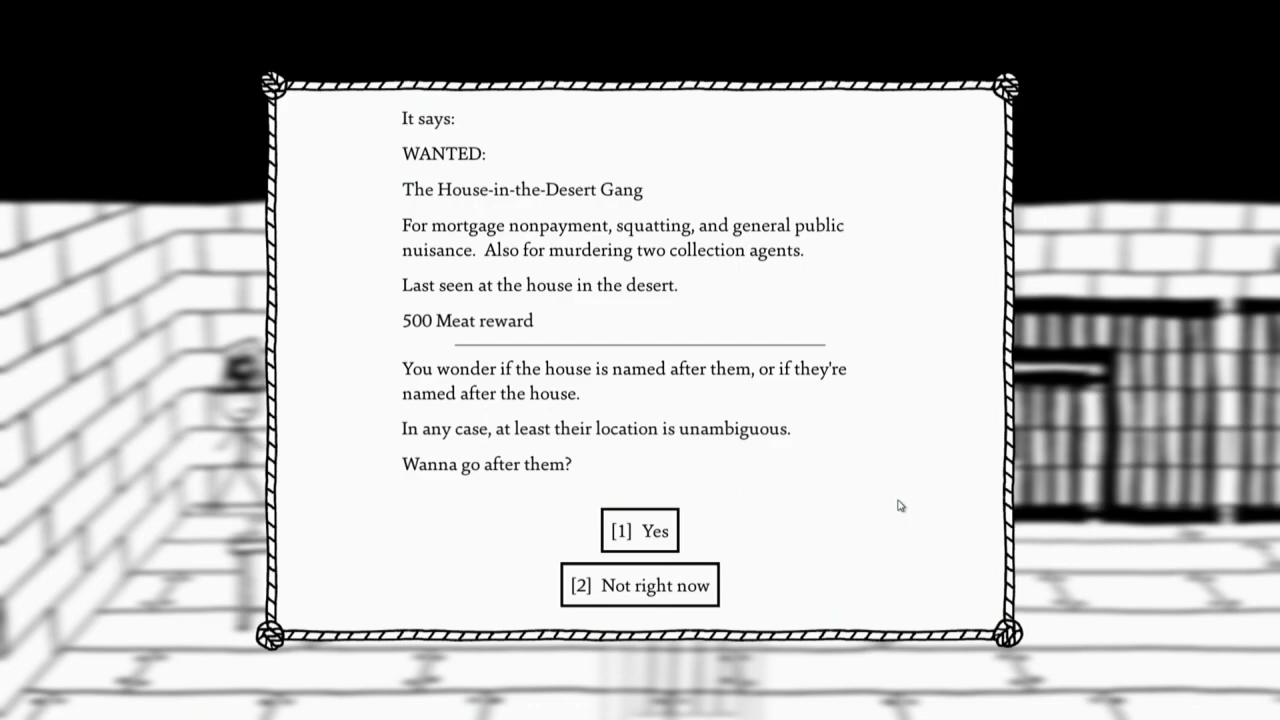 It says:
WANTED:
The House-in-the-Desert Gang
For mortgage nonpayment, squatting, and general public
nuisance.  Also for murdering two collection agents.
Last seen at the house in the desert.
500 Meat reward
You wonder if the house is named after them, or if they're
named after the house.
In any case, at least their location is unambiguous.
Wanna go after them?
[1]  Yes
[2]  Not right now